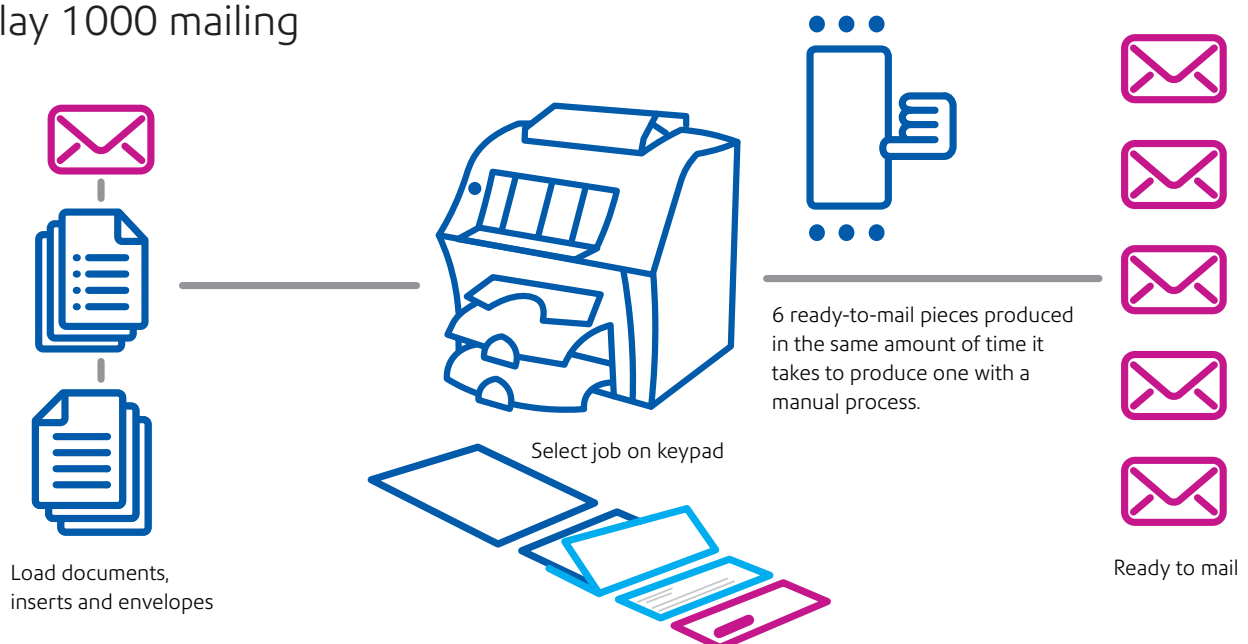 lay 1000 mailing
6 ready-to-mail pieces produced
in the same amount of time it
takes to produce one with a
manual process.
Select job on keypad
Load documents,
inserts and envelopes
Ready to mail